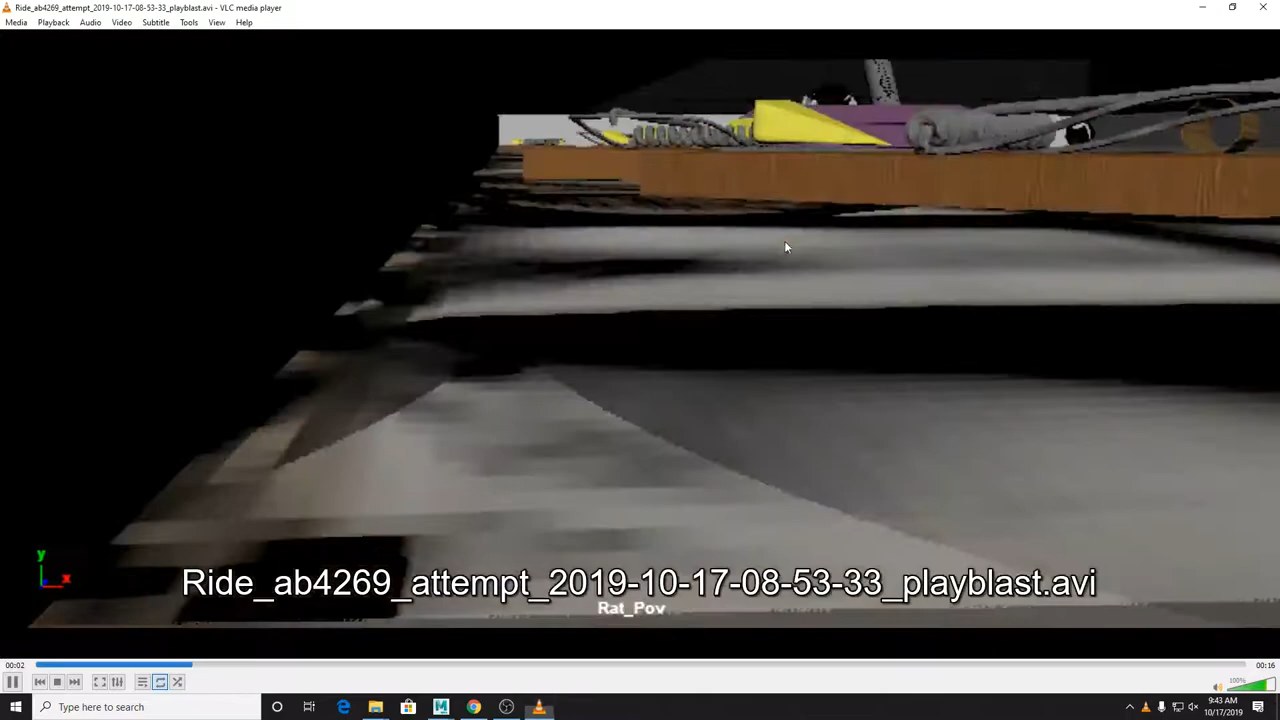 Ride_ab4269_attempt_2019-10-17-08-53-33_playblast.avi - VLC media player
Media Playback Audio Video Subtitle Tools View Help
y
x
Ride_ab4269_attempt_2019-10-17-08-53-33_playblast.avi
Rat_Pov
00:02
00:16
100%
Type here to search
9:43 AM
10/17/2019